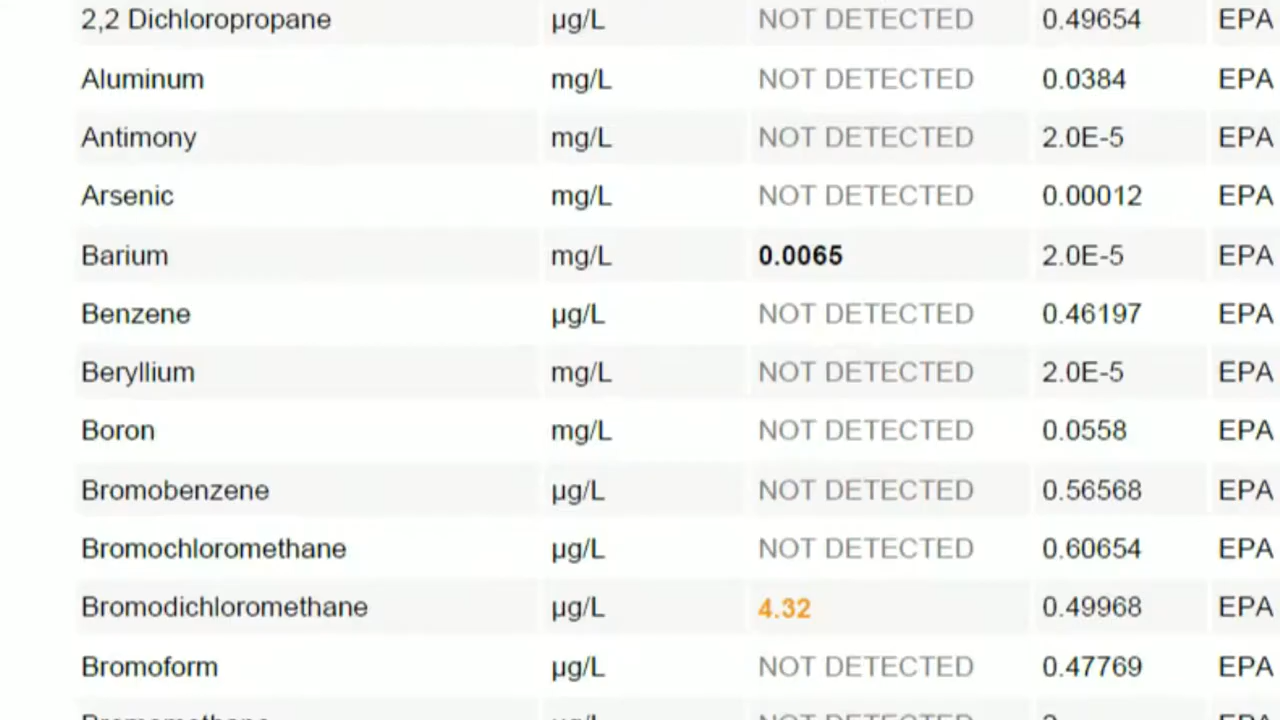 2,2 Dichloropropane µg/L NOT DETECTED 0.49654 EPA
Aluminum mg/L NOT DETECTED 0.0384 EPA
Antimony mg/L NOT DETECTED 2.0E-5 EPA
Arsenic mg/L NOT DETECTED 0.00012 EPA
Barium mg/L 0.0065 2.0E-5 EPA
Benzene µg/L NOT DETECTED 0.46197 EPA
Beryllium mg/L NOT DETECTED 2.0E-5 EPA
Boron mg/L NOT DETECTED 0.0558 EPA
Bromobenzene µg/L NOT DETECTED 0.56568 EPA
Bromochloromethane µg/L NOT DETECTED 0.60654 EPA
Bromodichloromethane µg/L 4.32 0.49968 EPA
Bromoform µg/L NOT DETECTED 0.47769 EPA